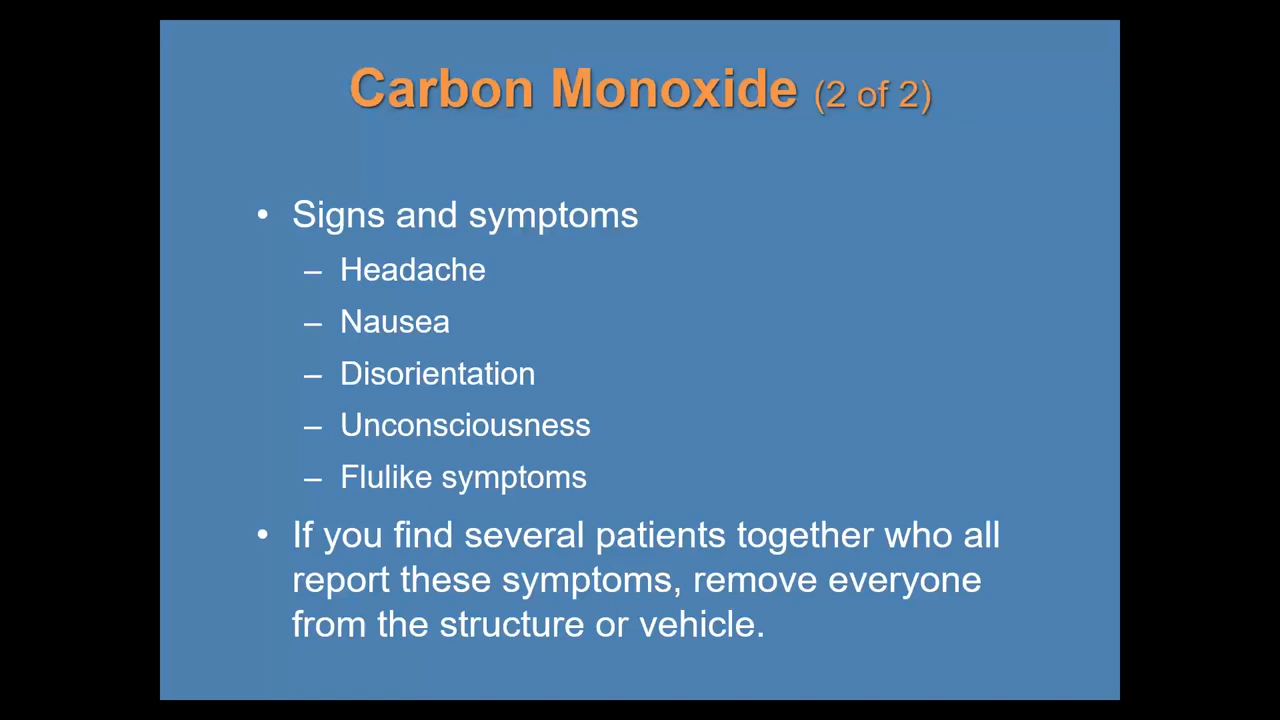 Carbon Monoxide (2 of 2)
• Signs and symptoms
– Headache
– Nausea
– Disorientation
– Unconsciousness
– Flulike symptoms
• If you find several patients together who all
report these symptoms, remove everyone
from the structure or vehicle.